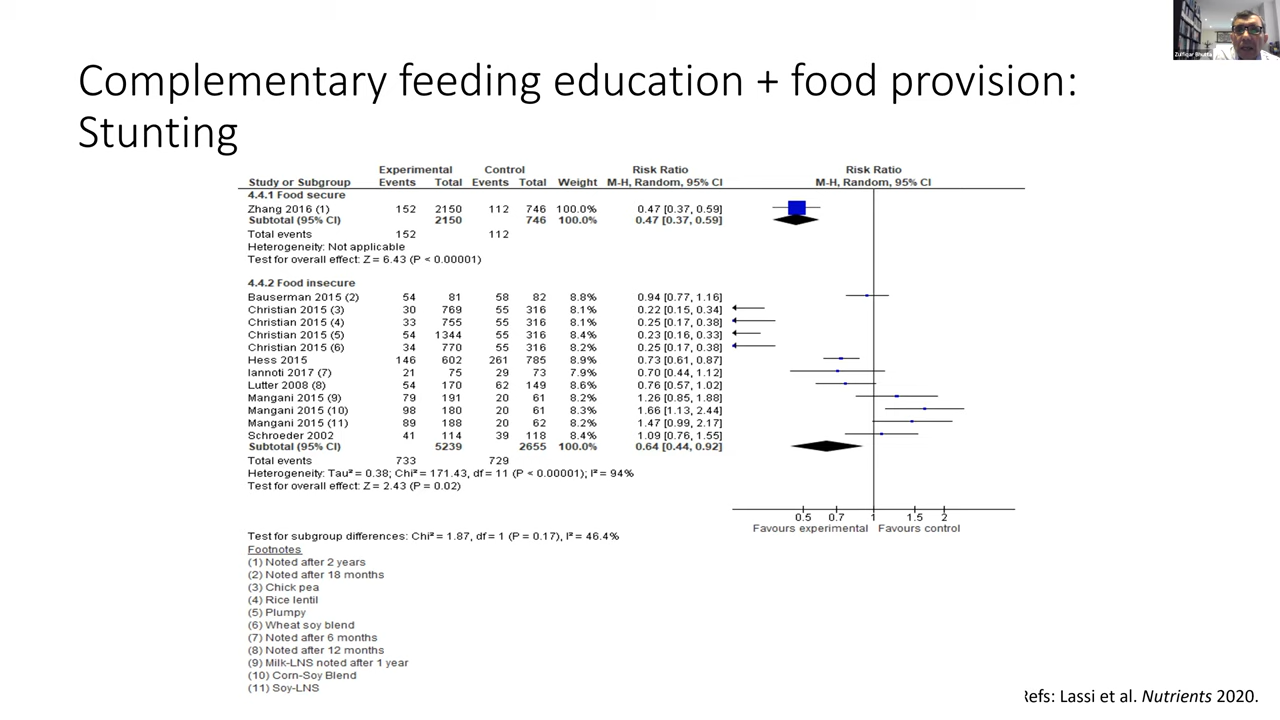 Zulfiqar Bhutta
Complementary feeding education + food provision:
Stunting
Experimental Control Risk Ratio Risk Ratio
Study or Subgroup Events Total Events Total Weight M-H, Random, 95% CI M-H, Random, 95% CI
4.4.1 Food secure
Zhang 2016 (1) 152 2150 112 746 100.0% 0.47 [0.37, 0.59]
Subtotal (95% CI) 2150 746 100.0% 0.47 [0.37, 0.59]
Total events 152 112
Heterogeneity: Not applicable
Test for overall effect: Z = 6.43 (P < 0.00001)
4.4.2 Food insecure
Bauserman 2015 (2) 54 81 58 82 8.8% 0.94 [0.77, 1.16]
Christian 2015 (3) 30 769 55 316 8.1% 0.22 [0.15, 0.34]
Christian 2015 (4) 33 755 55 316 8.1% 0.25 [0.17, 0.38]
Christian 2015 (5) 54 1344 55 316 8.4% 0.23 [0.16, 0.33]
Christian 2015 (6) 34 770 55 316 8.2% 0.25 [0.17, 0.38]
Hess 2015 146 602 261 785 8.9% 0.73 [0.61, 0.87]
Iannoti 2017 (7) 21 75 29 73 7.9% 0.70 [0.44, 1.12]
Lutter 2008 (8) 54 170 62 149 8.6% 0.76 [0.57, 1.02]
Mangani 2015 (9) 79 191 20 61 8.2% 1.26 [0.85, 1.88]
Mangani 2015 (10) 98 180 20 61 8.3% 1.66 [1.13, 2.44]
Mangani 2015 (11) 89 188 20 62 8.2% 1.47 [0.99, 2.17]
Schroeder 2002 41 114 39 118 8.4% 1.09 [0.76, 1.55]
Subtotal (95% CI) 5239 2655 100.0% 0.64 [0.44, 0.92]
Total events 733 729
Heterogeneity: Tau² = 0.38; Chi² = 171.43, df = 11 (P < 0.00001); I² = 94%
Test for overall effect: Z = 2.43 (P = 0.02)
0.5 0.7 1 1.5 2
Favours experimental Favours control
Test for subgroup differences: Chi² = 1.87, df = 1 (P = 0.17), I² = 46.4%
Footnotes
(1) Noted after 2 years
(2) Noted after 18 months
(3) Chick pea
(4) Rice lentil
(5) Plumpy
(6) Wheat soy blend
(7) Noted after 6 months
(8) Noted after 12 months
(9) Milk-LNS noted after 1 year
(10) Corn-Soy Blend
(11) Soy-LNS
Refs: Lassi et al. Nutrients 2020.